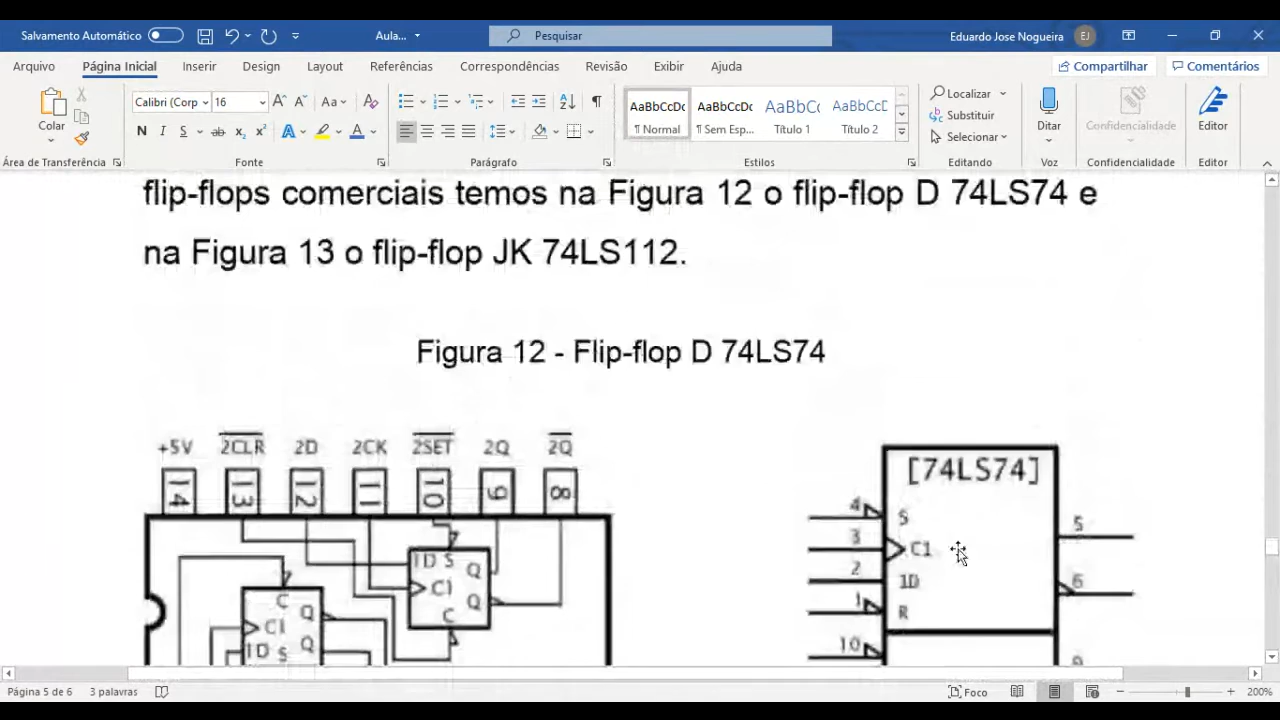 Salvamento Automático
Aula...
Pesquisar
Eduardo Jose Nogueira
EJ
Arquivo
Página Inicial
Inserir
Design
Layout
Referências
Correspondências
Revisão
Exibir
Ajuda
Compartilhar
Comentários
Colar
Calibri (Corp
16
AaBbCcDc
AaBbCcDc
AaBbCc
AaBbCcD
¶ Normal
¶ Sem Esp...
Título 1
Título 2
Localizar
Substituir
Selecionar
Ditar
Confidencialidade
Editor
Área de Transferência
Fonte
Parágrafo
Estilos
Editando
Voz
Confidencialidade
Editor
flip-flops comerciais temos na Figura 12 o flip-flop D 74LS74 e
na Figura 13 o flip-flop JK 74LS112.
Figura 12 - Flip-flop D 74LS74
+5V 2CLR 2D 2CK 2SET 2Q 2Q
14 13 12 11 10 9 8
1D S Q
C1
C Q
C Q
C1
1D S Q
[74LS74]
4 S
3 C1
2 1D
1 R
5
6
10
9
Página 5 de 6
3 palavras
Foco
200%